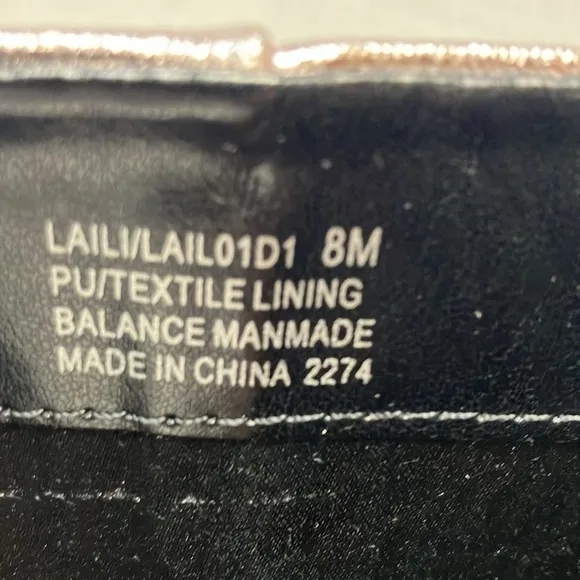 LAILI/LAIL01D1 8M
PU/TEXTILE LINING
BALANCE MANMADE
MADE IN CHINA 2274